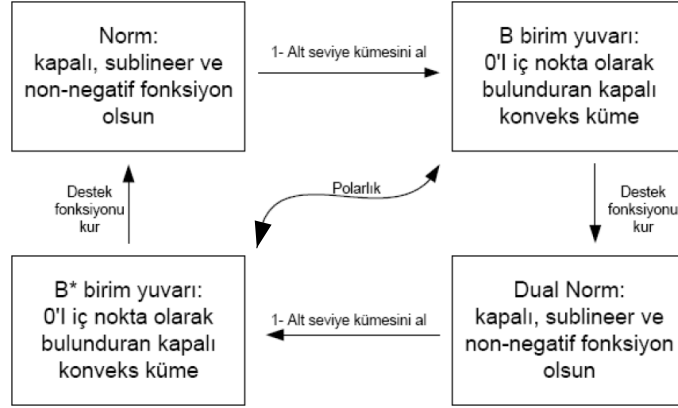 Norm:
kapalı, sublineer ve
non-negatif fonksiyon
olsun
1- Alt seviye kümesini al
B birim yuvarı:
0'I iç nokta olarak
bulunduran kapalı
konveks küme
Destek
fonksiyonu
kur
Polarlık
Destek
fonksiyonu
kur
B* birim yuvarı:
0'I iç nokta olarak
bulunduran kapalı
konveks küme
1- Alt seviye kümesini al
Dual Norm:
kapalı, sublineer ve
non-negatif fonksiyon
olsun